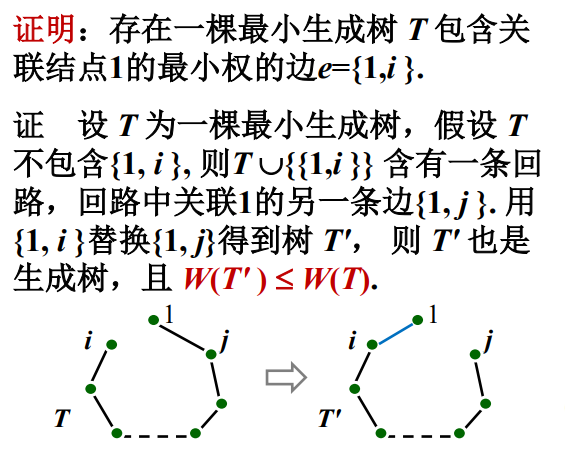 证明：存在一棵最小生成树 T 包含关
联结点1的最小权的边e={1,i }.
证 设 T 为一棵最小生成树，假设 T
不包含{1, i }, 则T ∪{{1,i }} 含有一条回
路，回路中关联1的另一条边{1, j }. 用
{1, i }替换{1, j}得到树 T′， 则 T′ 也是
生成树，且 W(T′ ) ≤ W(T).
1 1
i j i j
T T′